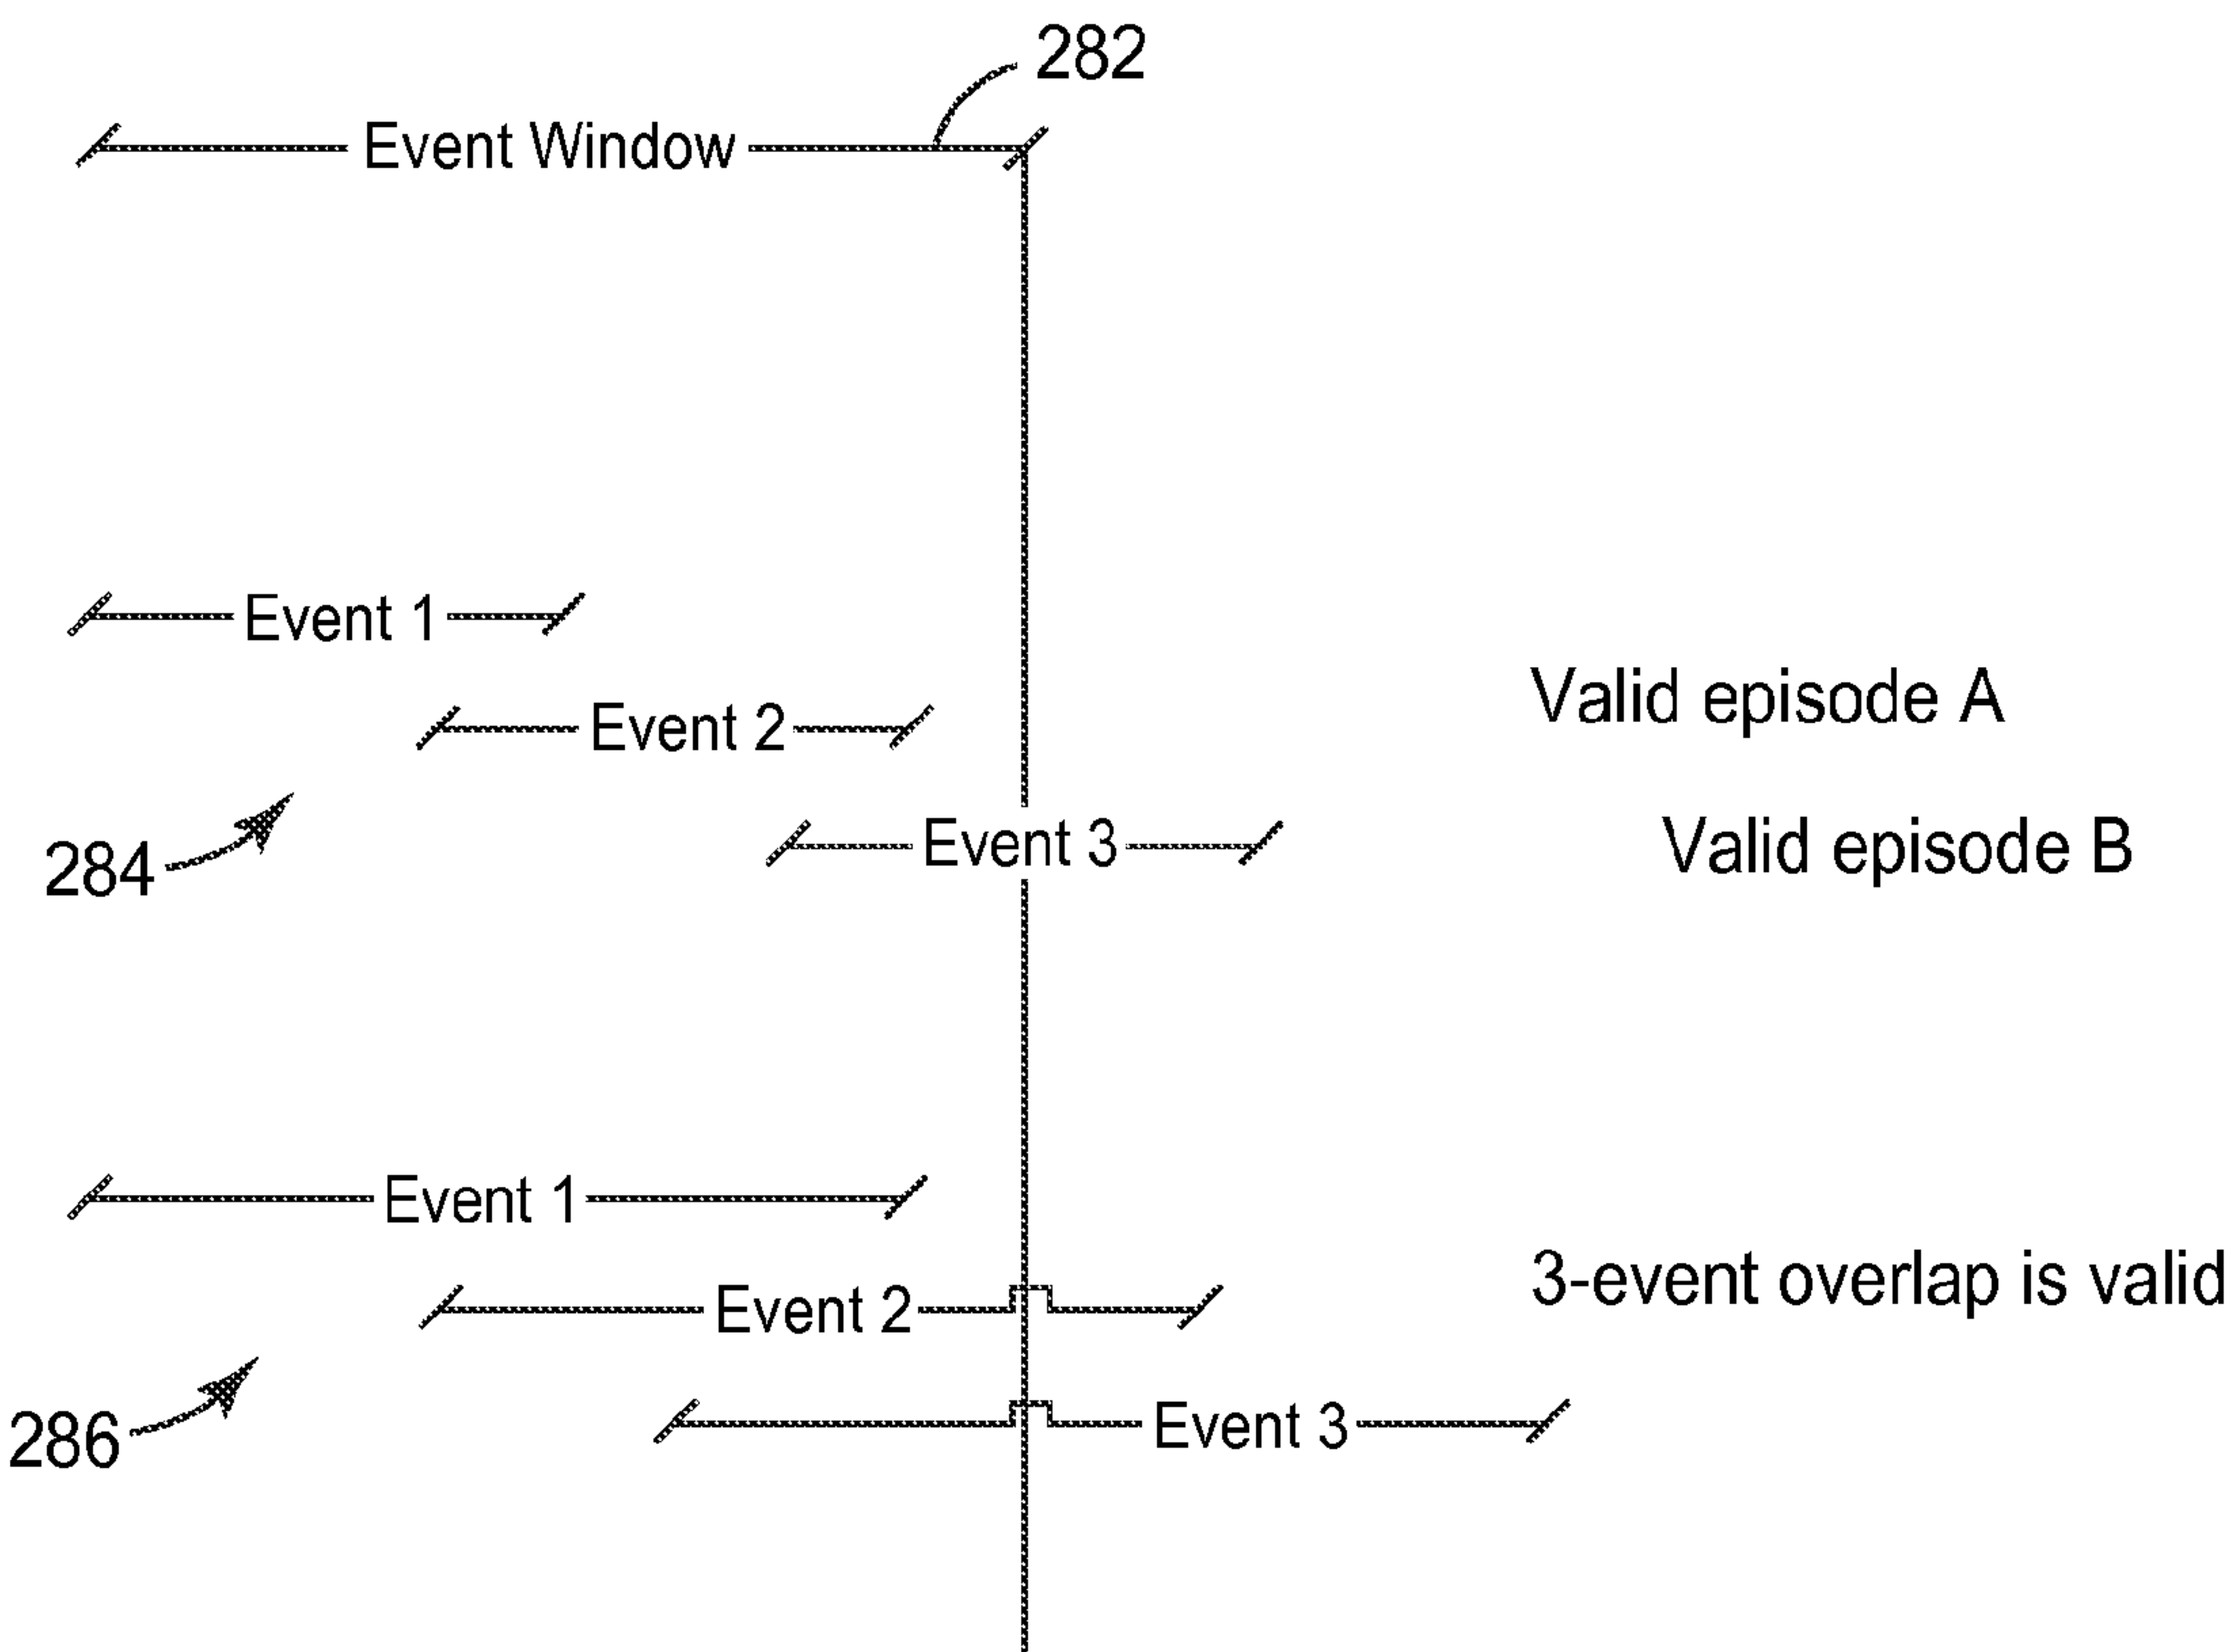 282
Event Window
Event 1
Event 2
Valid episode A
Event 3
Valid episode B
284
Event 1
Event 2
3-event overlap is valid
Event 3
286